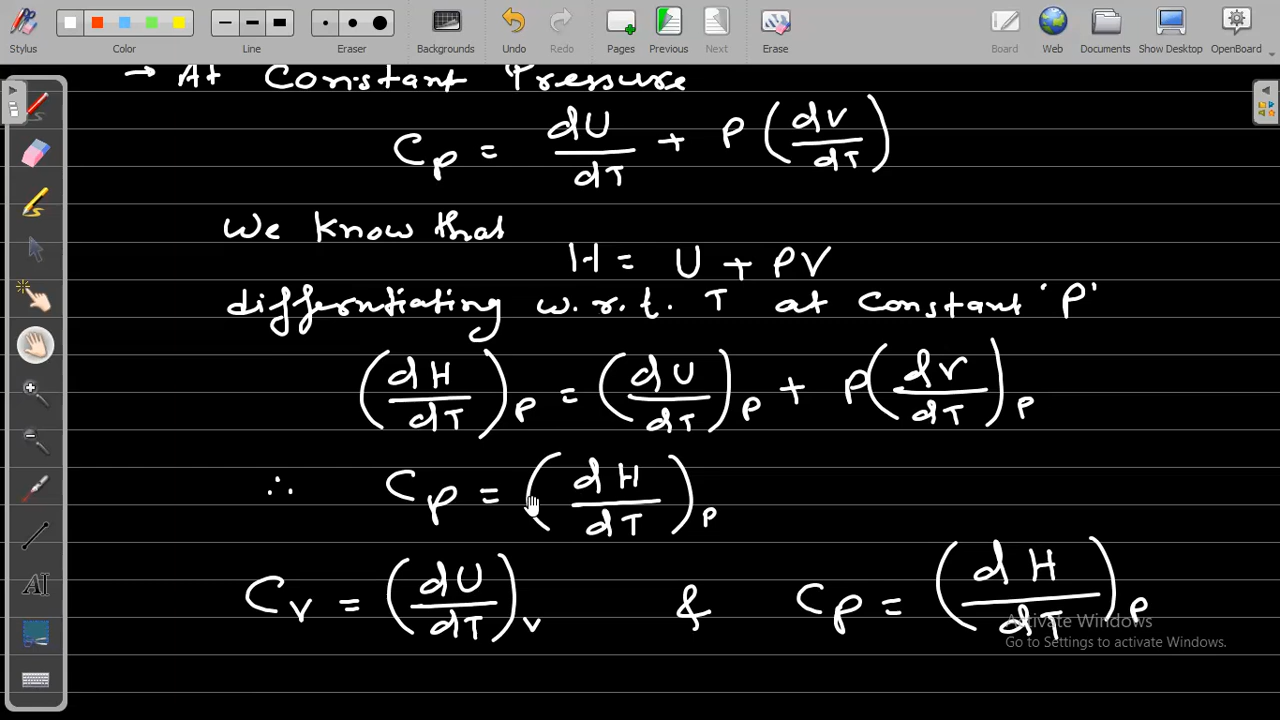 Stylus Color Line Eraser Backgrounds Undo Redo Pages Previous Next Erase Board Web Documents Show Desktop OpenBoard
→ At Constant Pressure
Cp = dU/dT + P (dV/dT)
We know that
H = U + PV
differntiating w.r.t. T at constant 'P'
(dH/dT)P = (dU/dT)P + P(dV/dT)P
∴ Cp = (dH/dT)P
Cv = (dU/dT)v & Cp = (dH/dT)P
Activate Windows
Go to Settings to activate Windows.